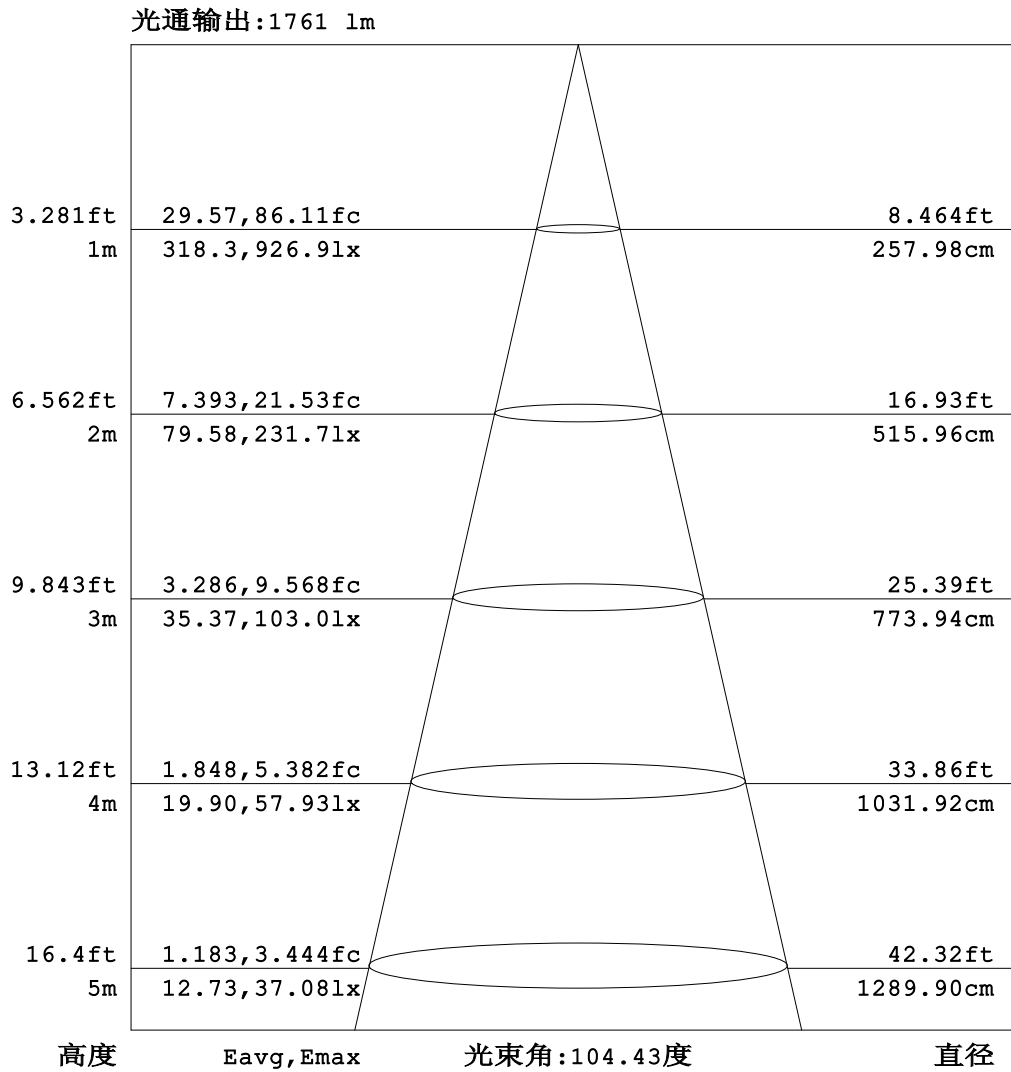 光通输出:1761 lm
3.281ft 29.57,86.11fc 8.464ft
1m 318.3,926.9lx 257.98cm
6.562ft 7.393,21.53fc 16.93ft
2m 79.58,231.7lx 515.96cm
9.843ft 3.286,9.568fc 25.39ft
3m 35.37,103.0lx 773.94cm
13.12ft 1.848,5.382fc 33.86ft
4m 19.90,57.93lx 1031.92cm
16.4ft 1.183,3.444fc 42.32ft
5m 12.73,37.08lx 1289.90cm
高度 Eavg,Emax 光束角:104.43度 直径